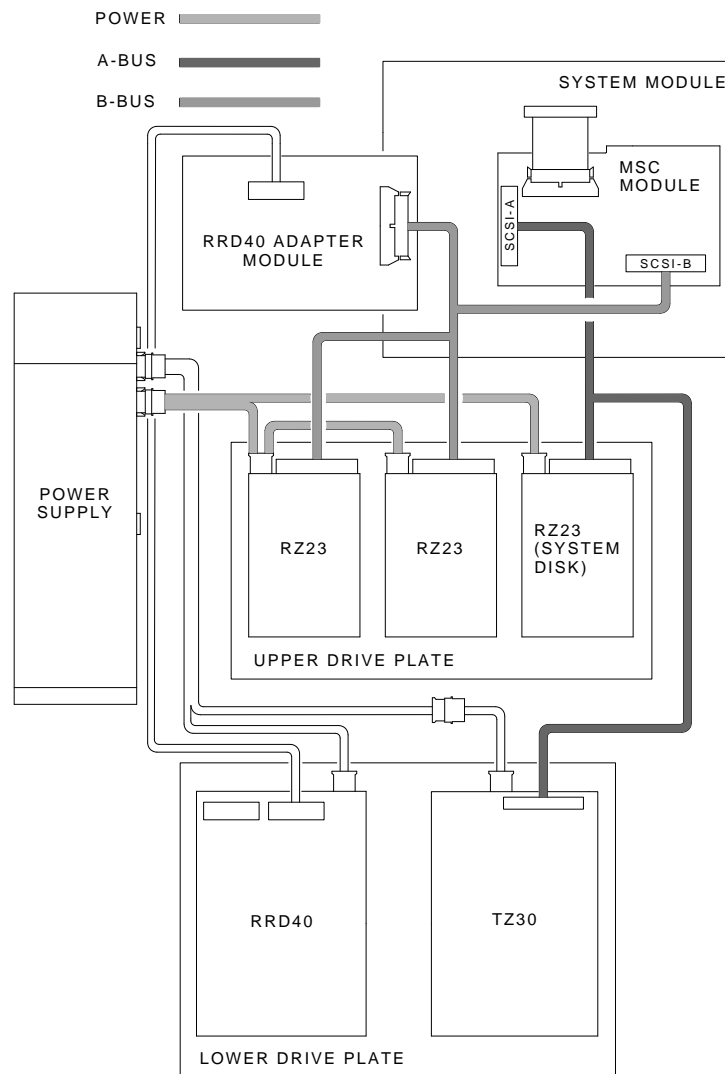 POWER
A-BUS
B-BUS
SYSTEM MODULE
MSC
MODULE
SCSI-A
SCSI-B
RRD40 ADAPTER
MODULE
POWER
SUPPLY
RZ23
RZ23
RZ23
(SYSTEM
DISK)
UPPER DRIVE PLATE
RRD40
TZ30
LOWER DRIVE PLATE